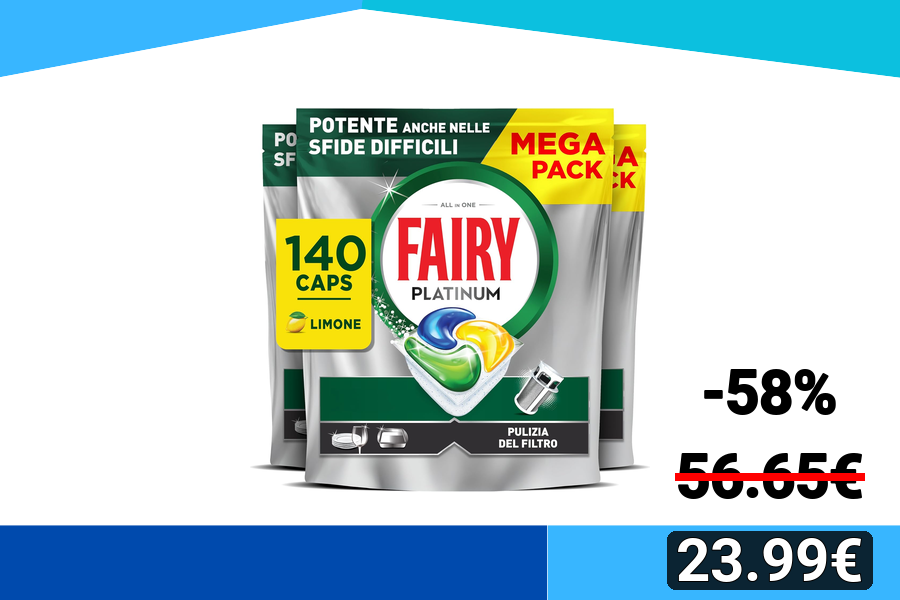 POTENTE ANCHE NELLE
SFIDE DIFFICILI
MEGA
PACK
ALL IN ONE
FAIRY
PLATINUM
140
CAPS
LIMONE
PULIZIA
DEL FILTRO
-58%
56.65€
23.99€